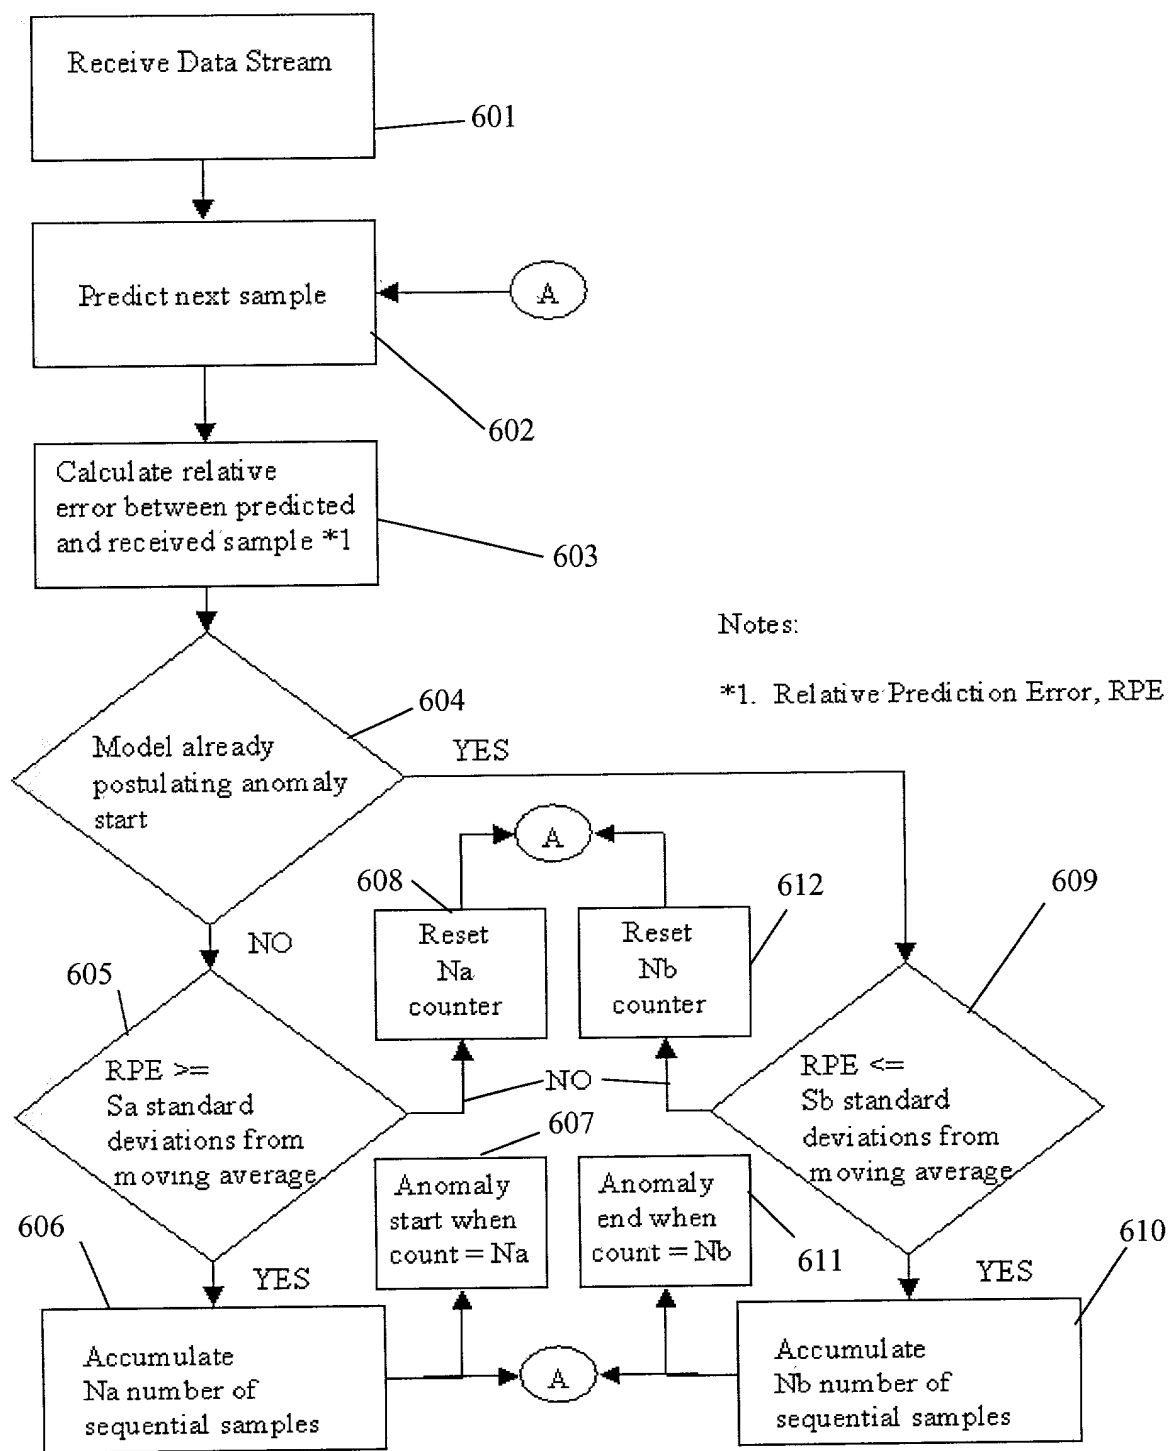 Receive Data Stream
601
Predict next sample
A
602
Calculate relative
error between predicted
and received sample *1
603
Notes:
*1. Relative Prediction Error, RPE
604
Model already
postulating anomaly
start
YES
A
608
612
609
Reset
Na
counter
Reset
Nb
counter
NO
605
RPE >=
Sa standard
deviations from
moving average
NO
RPE <=
Sb standard
deviations from
moving average
607
Anomaly
start when
count = Na
Anomaly
end when
count = Nb
611
606
YES
610
YES
Accumulate
Na number of
sequential samples
A
Accumulate
Nb number of
sequential samples